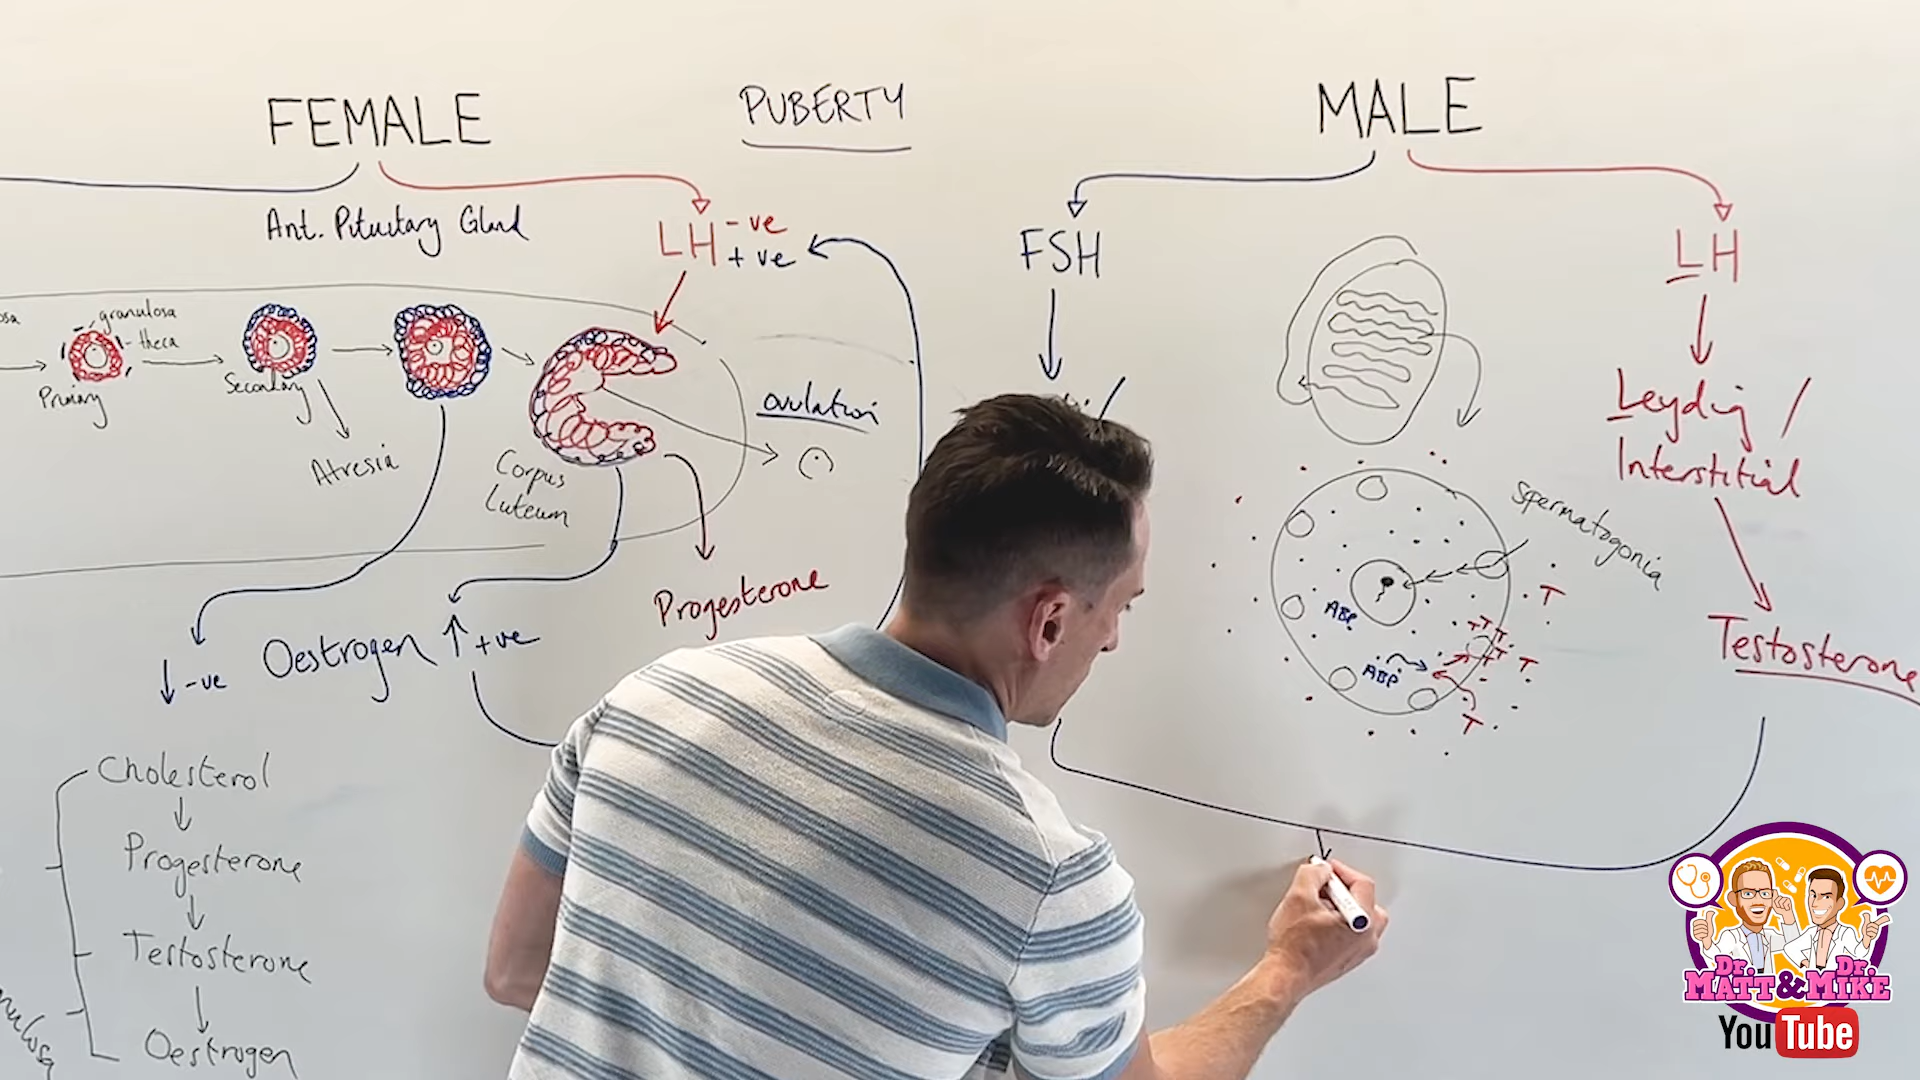 FEMALE
PUBERTY
MALE
Ant. Pituitary Gland
LH -ve
+ve
FSH
LH
granulosa
theca
Primary
Secondary
Atresia
Corpus
Luteum
ovulation
Leydig /
Interstitial
Spermatogonia
ABP
ABP
T
T T T
T T
T
T
Testosterone
Progesterone
Oestrogen ↑ +ve
↓ -ve
Cholesterol
↓
Progesterone
↓
Testosterone
↓
Oestrogen
Dr. Dr.
MATT & MIKE
YouTube